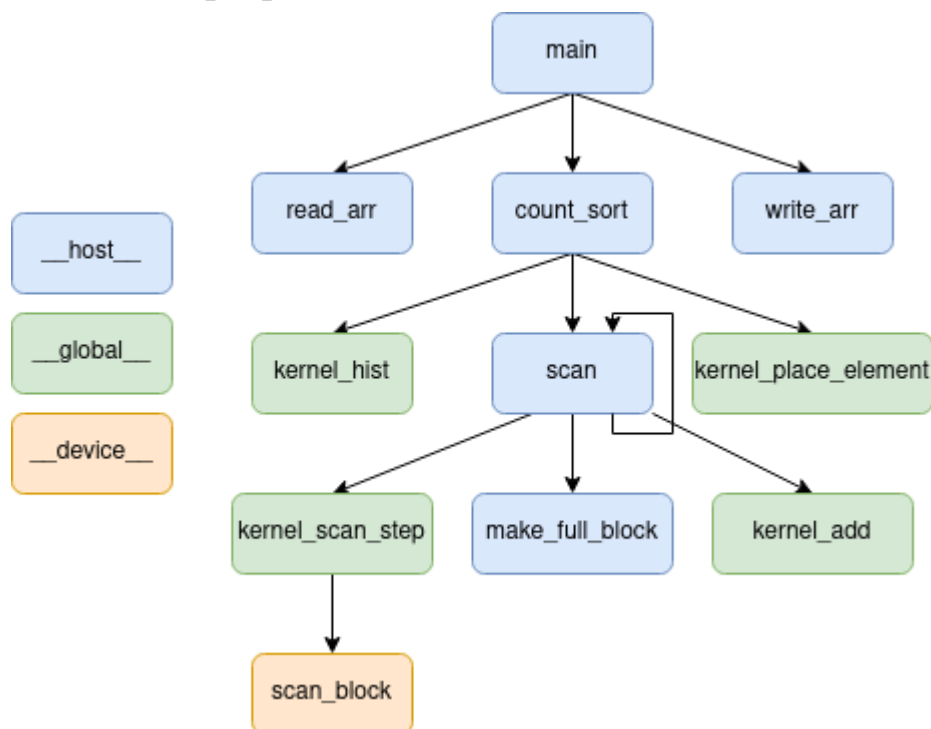 main
read_arr
count_sort
write_arr
__host__
__global__
__device__
kernel_hist
scan
kernel_place_element
kernel_scan_step
make_full_block
kernel_add
scan_block